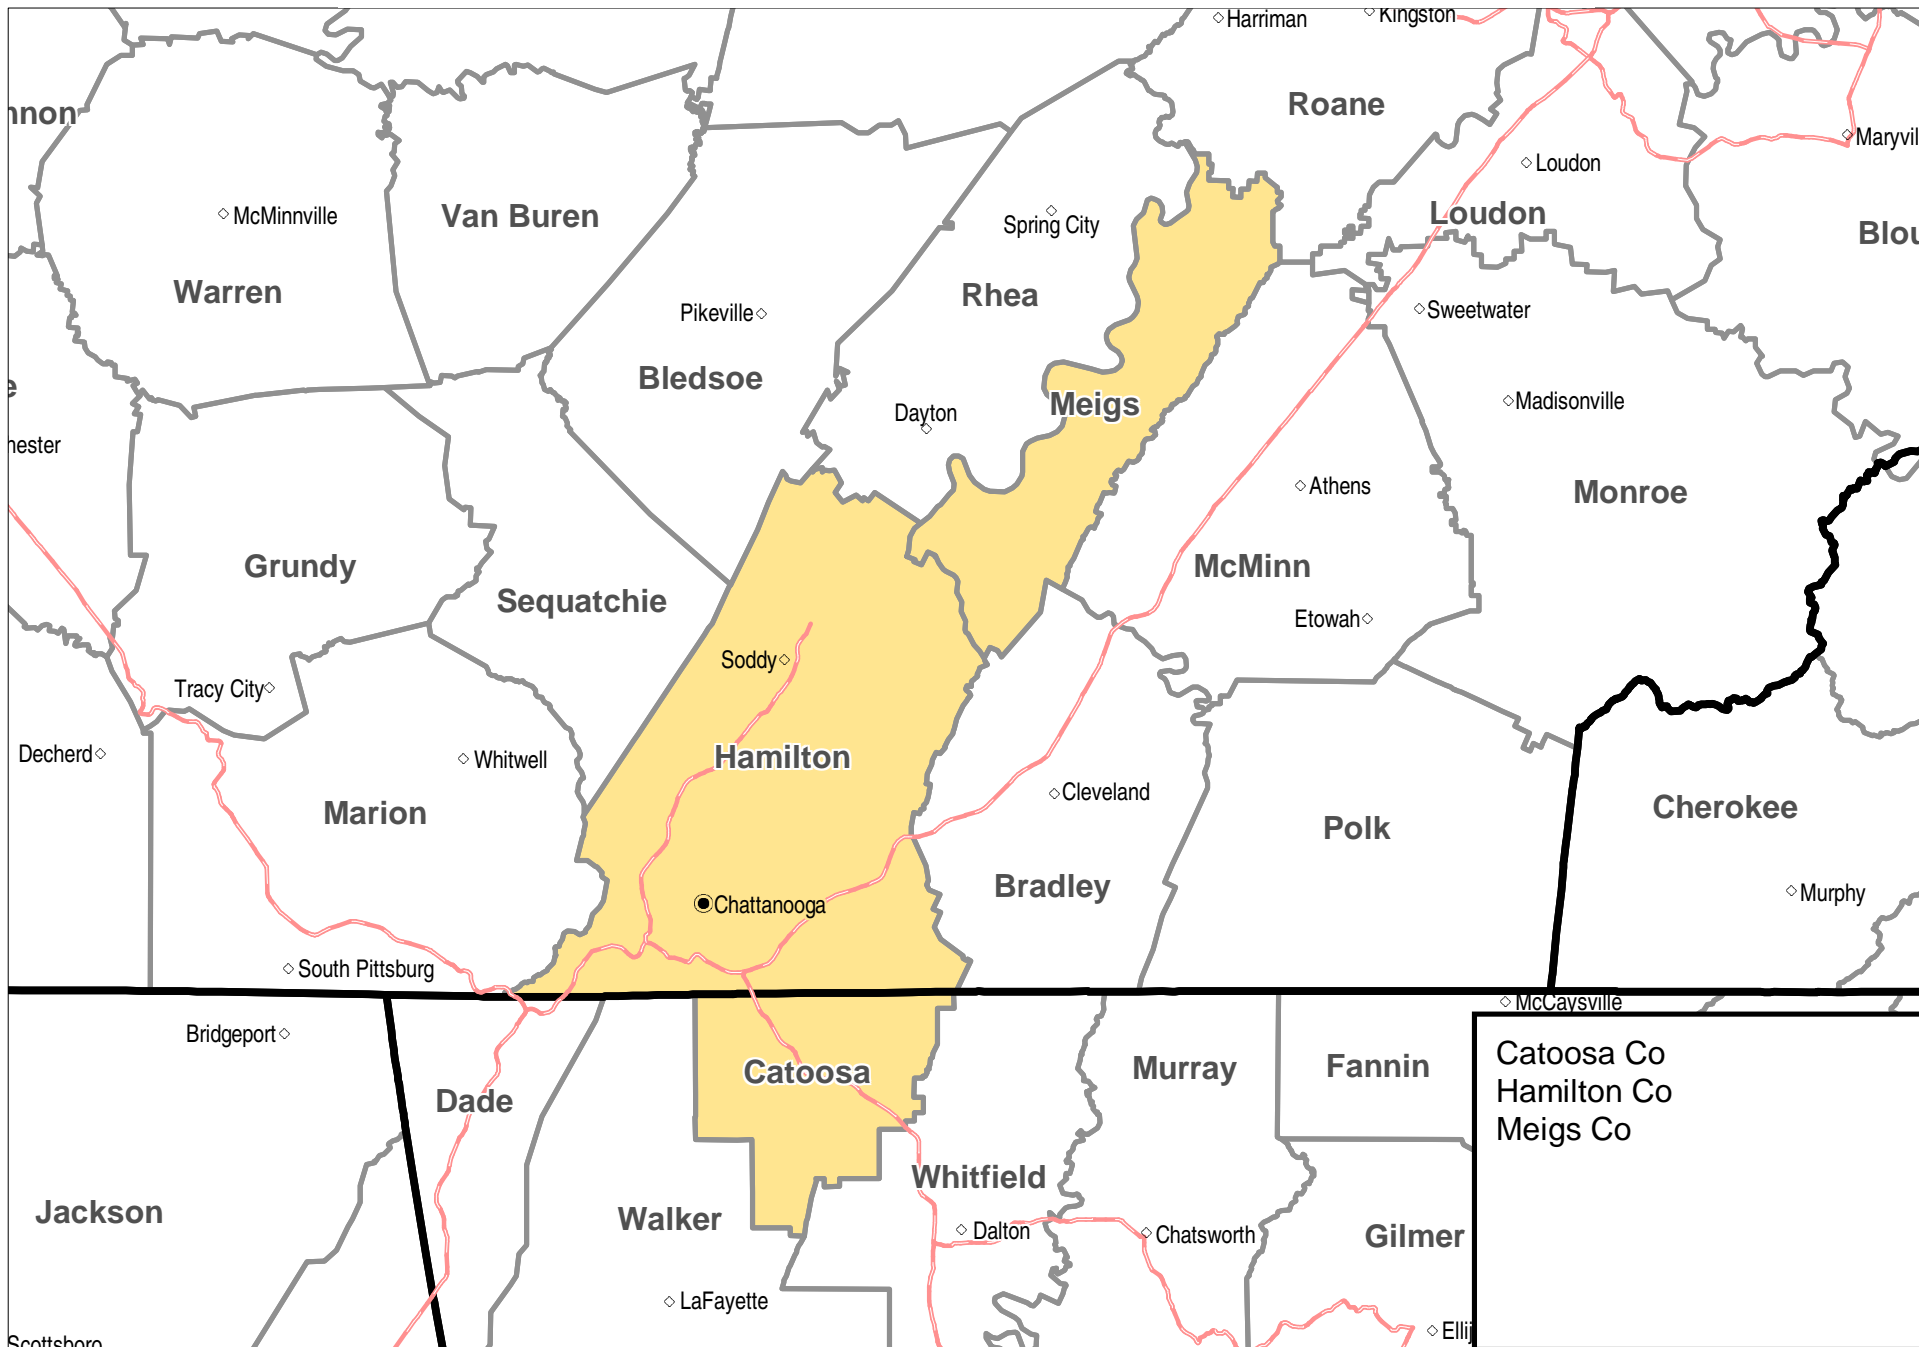 Harriman
Kingston
Roane
nnon
Maryvil
Loudon
McMinnville
Van Buren
Spring City
Loudon
Blou
Warren
Rhea
Pikeville
Sweetwater
Bledsoe
e
Meigs
Madisonville
Dayton
hester
Athens
Monroe
Grundy
McMinn
Sequatchie
Etowah
Soddy
Tracy City
Decherd
Whitwell
Hamilton
Cleveland
Cherokee
Marion
Polk
Bradley
Murphy
Chattanooga
South Pittsburg
McCaysville
Bridgeport
Catoosa
Murray
Fannin
Dade
Catoosa Co
Hamilton Co
Meigs Co
Whitfield
Jackson
Walker
Dalton
Chatsworth
Gilmer
LaFayette
Ellij
Scottsboro